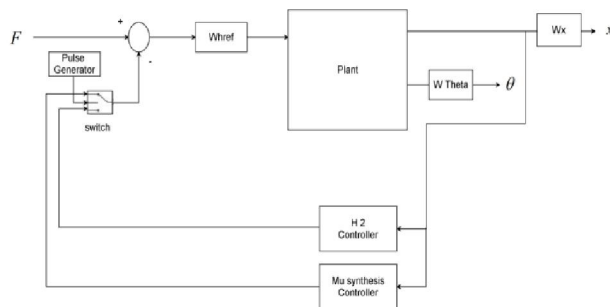 F
+
-
Whref
Plant
Wx
x
Pulse
Generator
switch
W Theta
θ
H 2
Controller
Mu synthesis
Controller